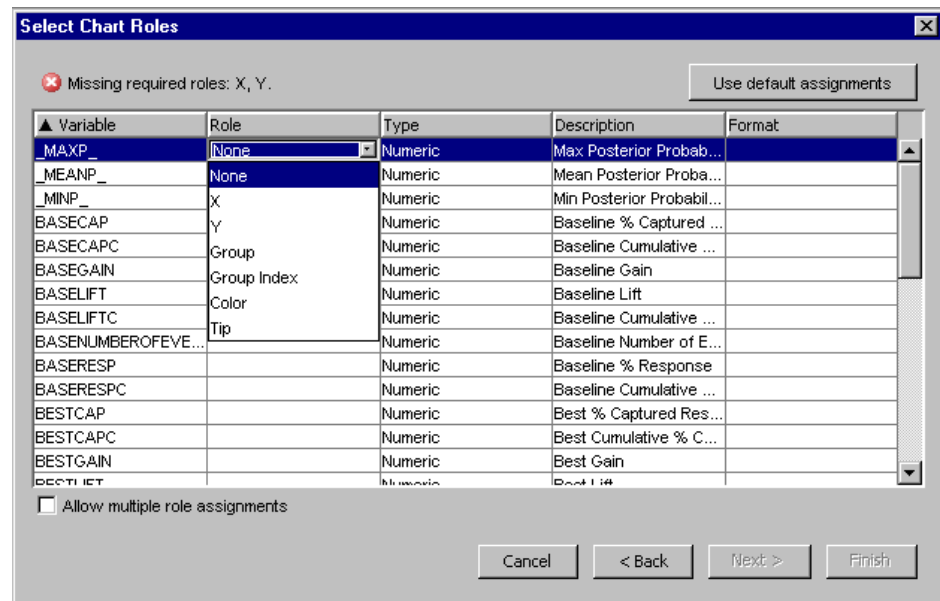 Select Chart Roles
Missing required roles: X, Y.
Use default assignments
▲ Variable Role Type Description Format
_MAXP_ None Numeric Max Posterior Probab...
_MEANP_ None Numeric Mean Posterior Proba...
_MINP_ X Numeric Min Posterior Probabil...
BASECAP Y Numeric Baseline % Captured ...
BASECAPC Group Numeric Baseline Cumulative ...
BASEGAIN Group Index Numeric Baseline Gain
BASELIFT Color Numeric Baseline Lift
BASELIFTC Tip Numeric Baseline Cumulative ...
BASENUMBEROFEVE... Numeric Baseline Number of E...
BASERESP Numeric Baseline % Response
BASERESPC Numeric Baseline Cumulative ...
BESTCAP Numeric Best % Captured Res...
BESTCAPC Numeric Best Cumulative % C...
BESTGAIN Numeric Best Gain
BESTLIFT Numeric Best Lift
Allow multiple role assignments
Cancel < Back Next > Finish